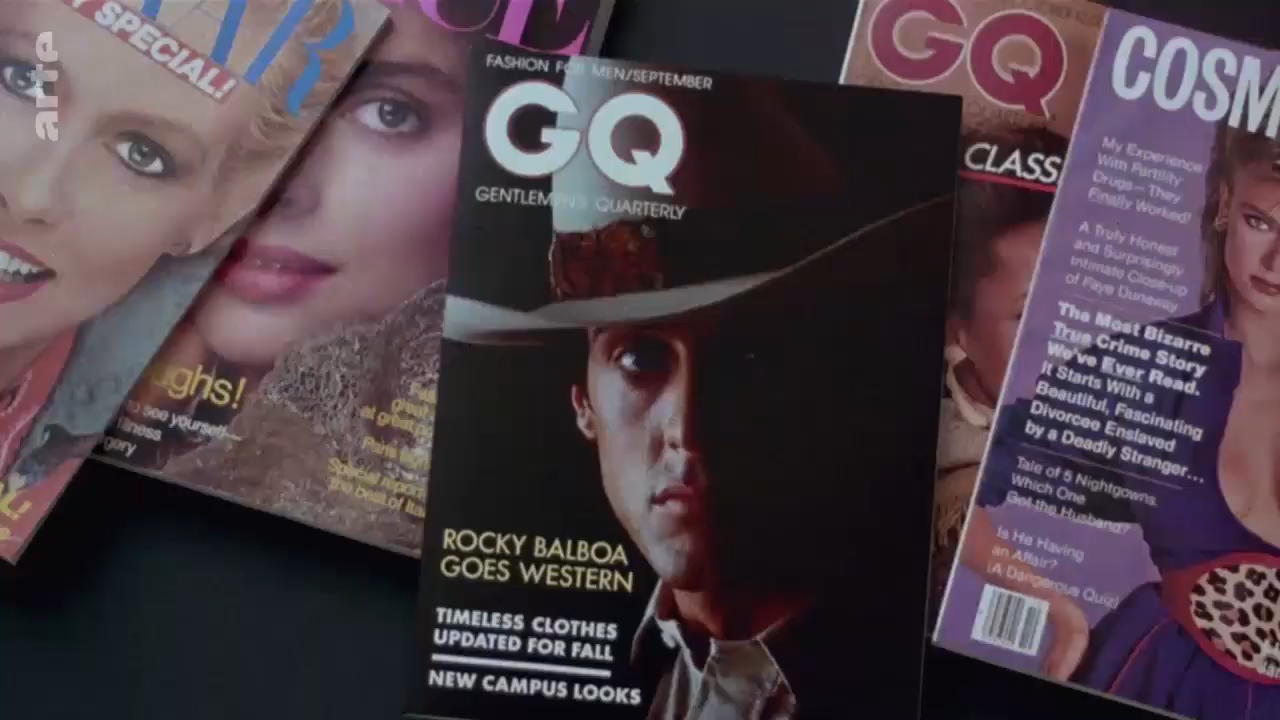 arte
SPECIAL!
AR
ughs!
to see yourself—
gery
FASHION FOR MEN/SEPTEMBER
GQ
GENTLEMEN'S QUARTERLY
ROCKY BALBOA
GOES WESTERN
TIMELESS CLOTHES
UPDATED FOR FALL
NEW CAMPUS LOOKS
GQ
CLASS
COSM
My Experience
With Fertility
Drugs—They
Finally Worked!
A Truly Honest
and Surprisingly
Intimate Close-up
of Faye Dunaway
The Most Bizarre
True Crime Story
We've Ever Read.
It Starts With a
Beautiful, Fascinating
Divorcee Enslaved
by a Deadly Stranger...
Tale of 5 Nightgowns.
Which One
Got the Husband?
Is He Having
an Affair?
(A Dangerous Quiz)